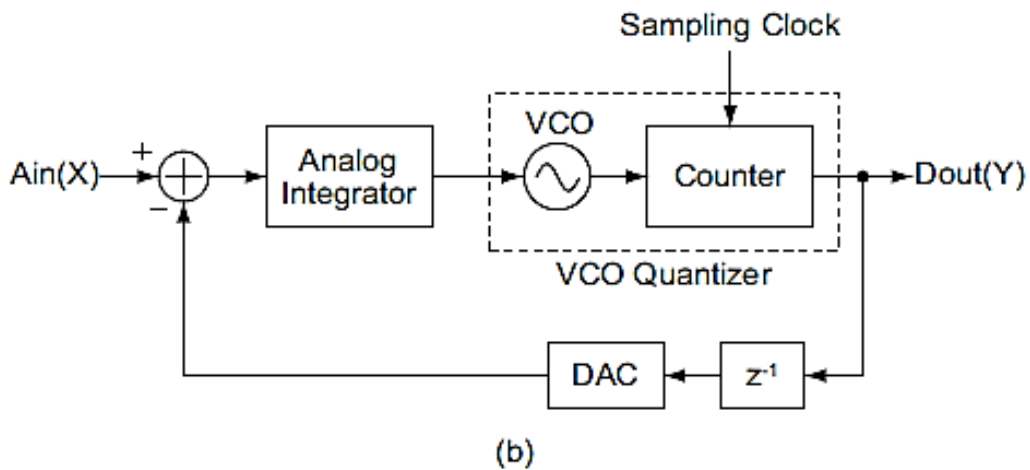 Sampling Clock
VCO
Ain(X)
+
−
Analog
Integrator
Counter
Dout(Y)
VCO Quantizer
DAC
z⁻¹
(b)